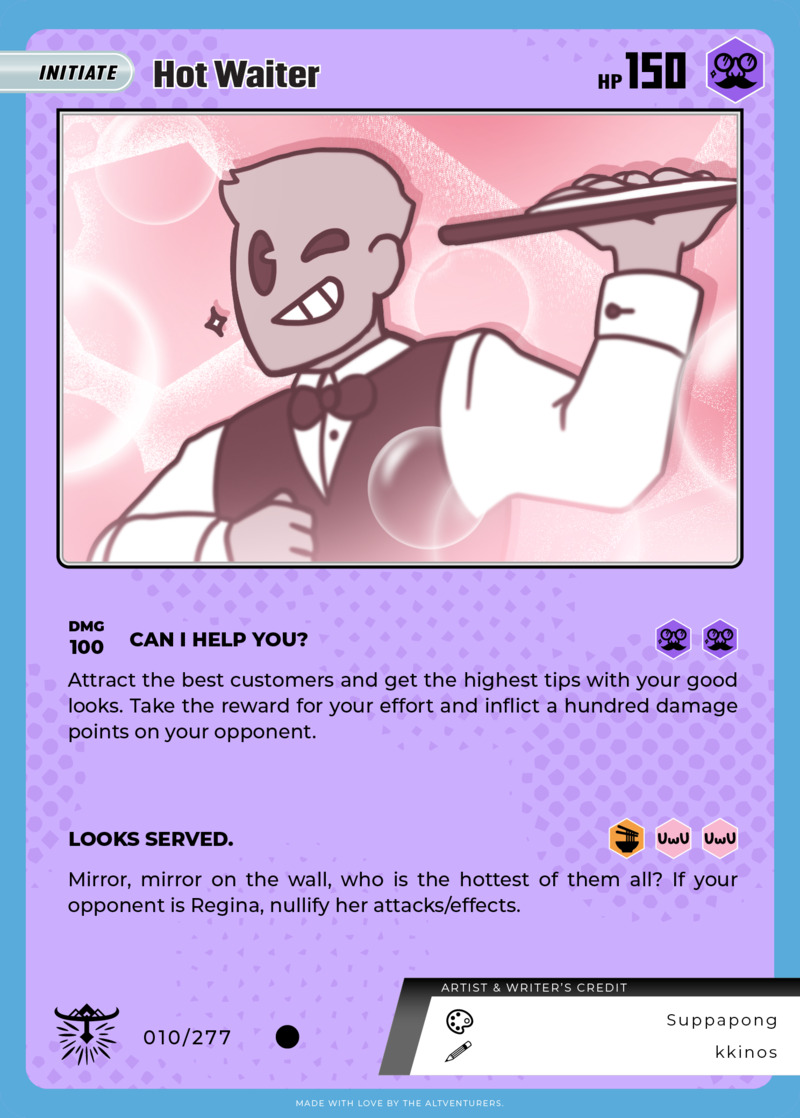 INITIATE
Hot Waiter
HP 150
DMG
100
CAN I HELP YOU?
Attract the best customers and get the highest tips with your good
looks. Take the reward for your effort and inflict a hundred damage
points on your opponent.
LOOKS SERVED.
UwU UwU
Mirror, mirror on the wall, who is the hottest of them all? If your
opponent is Regina, nullify her attacks/effects.
ARTIST & WRITER'S CREDIT
Suppapong
010/277
kkinos
MADE WITH LOVE BY THE ALTVENTURERS.